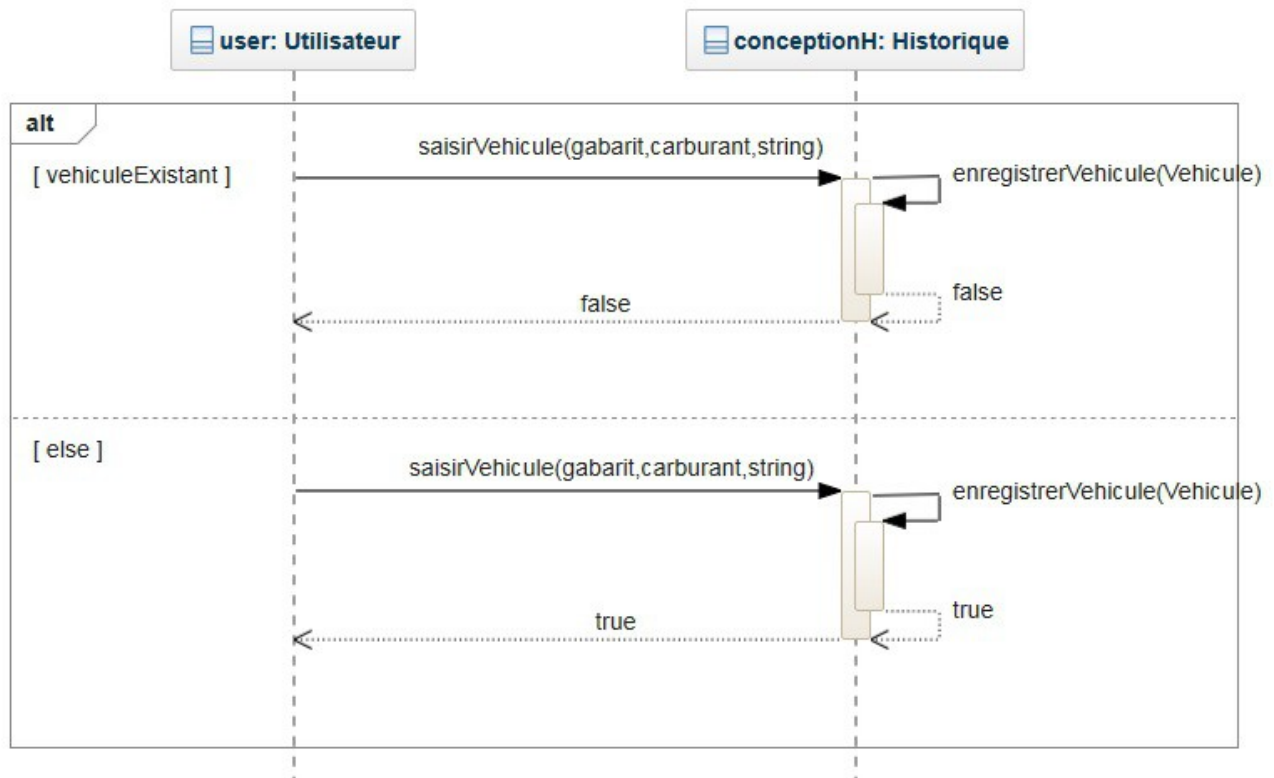 user: Utilisateur
conceptionH: Historique
alt
[ vehiculeExistant ]
saisirVehicule(gabarit,carburant,string)
enregistrerVehicule(Vehicule)
false
false
[ else ]
saisirVehicule(gabarit,carburant,string)
enregistrerVehicule(Vehicule)
true
true